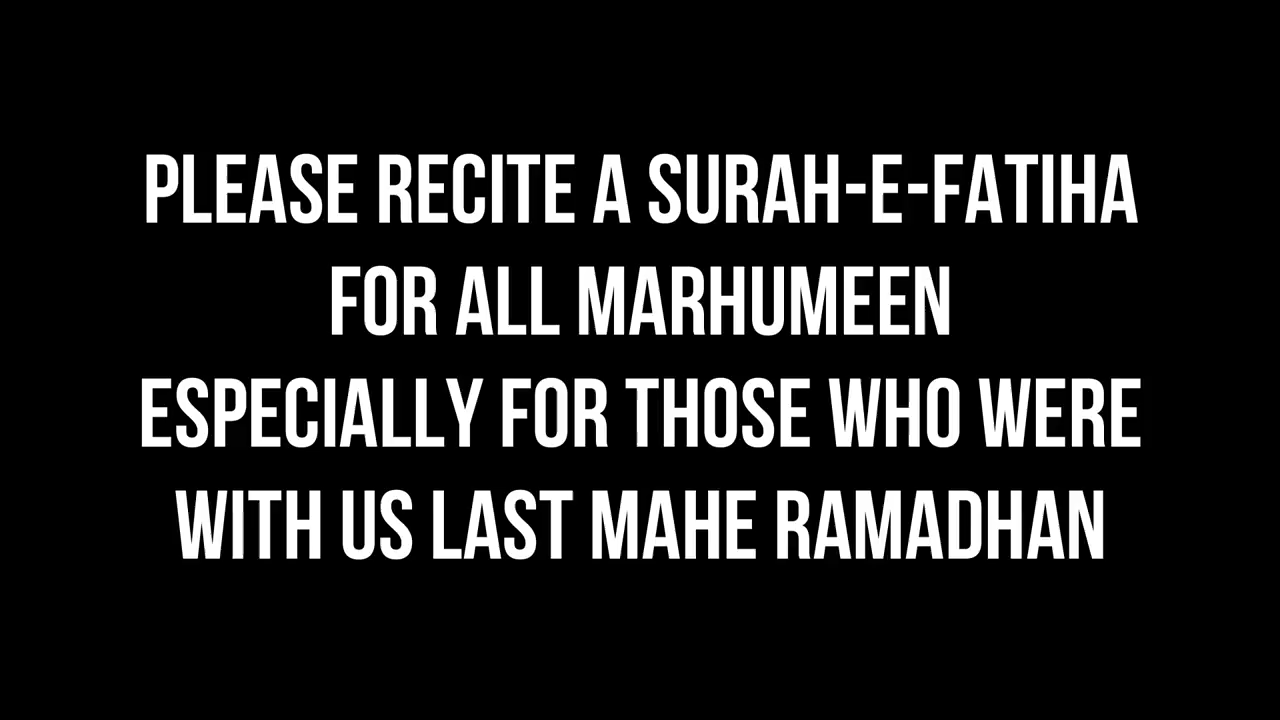 PLEASE RECITE A SURAH-E-FATIHA
FOR ALL MARHUMEEN
ESPECIALLY FOR THOSE WHO WERE
WITH US LAST MAHE RAMADHAN